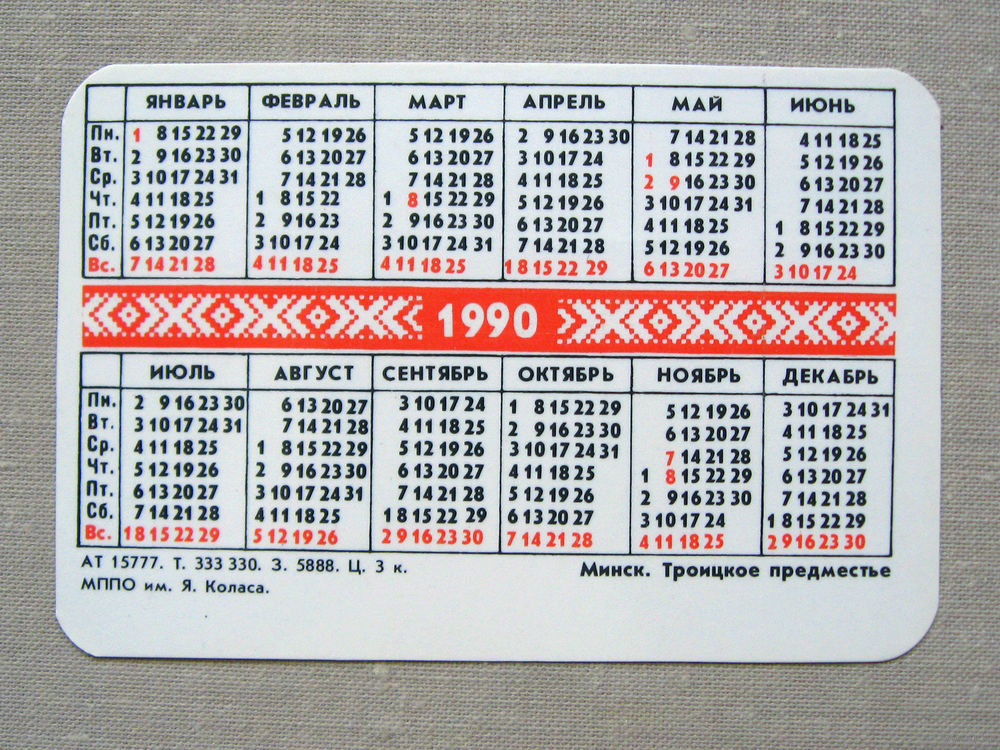 ЯНВАРЬ ФЕВРАЛЬ МАРТ АПРЕЛЬ МАЙ ИЮНЬ
Пн. 1 8 15 22 29 5 12 19 26 5 12 19 26 2 9 16 23 30 7 14 21 28 4 11 18 25
Вт. 2 9 16 23 30 6 13 20 27 6 13 20 27 3 10 17 24 1 8 15 22 29 5 12 19 26
Ср. 3 10 17 24 31 7 14 21 28 7 14 21 28 4 11 18 25 2 9 16 23 30 6 13 20 27
Чт. 4 11 18 25 1 8 15 22 1 8 15 22 29 5 12 19 26 3 10 17 24 31 7 14 21 28
Пт. 5 12 19 26 2 9 16 23 2 9 16 23 30 6 13 20 27 4 11 18 25 1 8 15 22 29
Сб. 6 13 20 27 3 10 17 24 3 10 17 24 31 7 14 21 28 5 12 19 26 2 9 16 23 30
Вс. 7 14 21 28 4 11 18 25 4 11 18 25 1 8 15 22 29 6 13 20 27 3 10 17 24
1990
ИЮЛЬ АВГУСТ СЕНТЯБРЬ ОКТЯБРЬ НОЯБРЬ ДЕКАБРЬ
Пн. 2 9 16 23 30 6 13 20 27 3 10 17 24 1 8 15 22 29 5 12 19 26 3 10 17 24 31
Вт. 3 10 17 24 31 7 14 21 28 4 11 18 25 2 9 16 23 30 6 13 20 27 4 11 18 25
Ср. 4 11 18 25 1 8 15 22 29 5 12 19 26 3 10 17 24 31 7 14 21 28 5 12 19 26
Чт. 5 12 19 26 2 9 16 23 30 6 13 20 27 4 11 18 25 1 8 15 22 29 6 13 20 27
Пт. 6 13 20 27 3 10 17 24 31 7 14 21 28 5 12 19 26 2 9 16 23 30 7 14 21 28
Сб. 7 14 21 28 4 11 18 25 1 8 15 22 29 6 13 20 27 3 10 17 24 1 8 15 22 29
Вс. 1 8 15 22 29 5 12 19 26 2 9 16 23 30 7 14 21 28 4 11 18 25 2 9 16 23 30
АТ 15777. Т. 333 330. З. 5888. Ц. 3 к.
МППО им. Я. Коласа.
Минск. Троицкое предместье